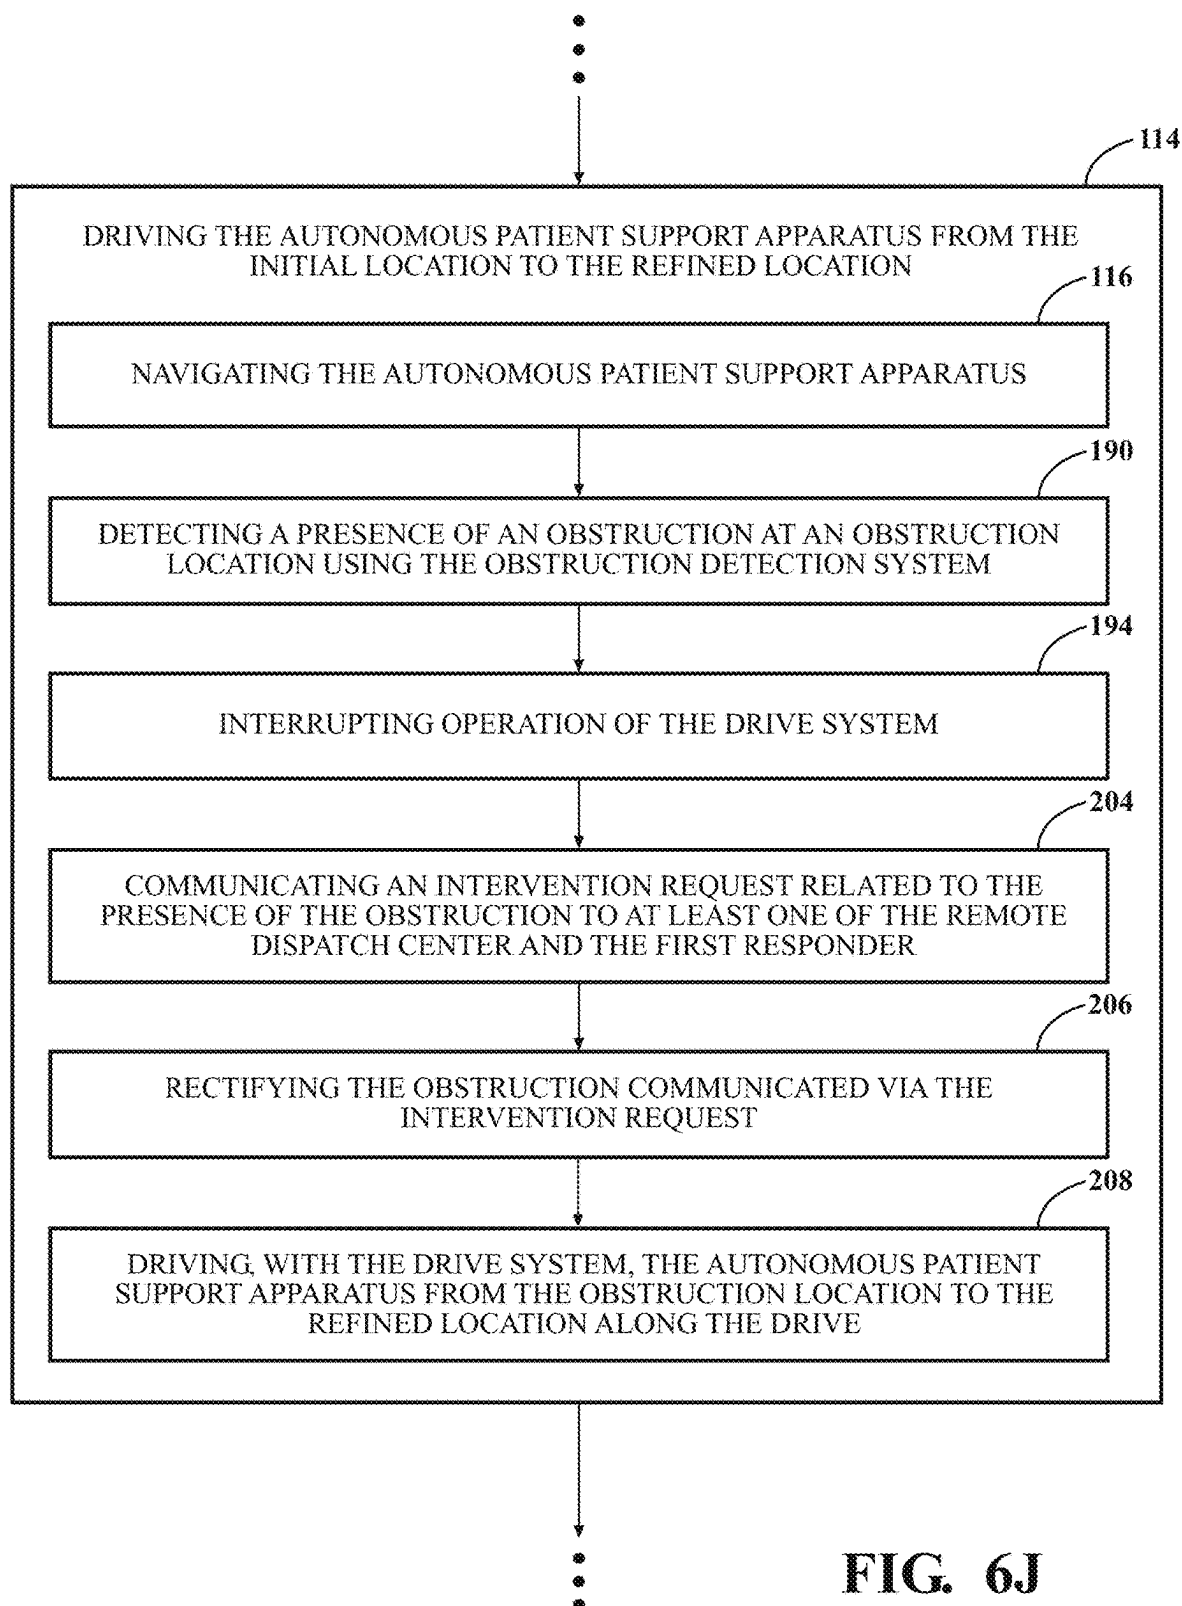 114
DRIVING THE AUTONOMOUS PATIENT SUPPORT APPARATUS FROM THE
INITIAL LOCATION TO THE REFINED LOCATION
116
NAVIGATING THE AUTONOMOUS PATIENT SUPPORT APPARATUS
190
DETECTING A PRESENCE OF AN OBSTRUCTION AT AN OBSTRUCTION
LOCATION USING THE OBSTRUCTION DETECTION SYSTEM
194
INTERRUPTING OPERATION OF THE DRIVE SYSTEM
204
COMMUNICATING AN INTERVENTION REQUEST RELATED TO THE
PRESENCE OF THE OBSTRUCTION TO AT LEAST ONE OF THE REMOTE
DISPATCH CENTER AND THE FIRST RESPONDER
206
RECTIFYING THE OBSTRUCTION COMMUNICATED VIA THE
INTERVENTION REQUEST
208
DRIVING, WITH THE DRIVE SYSTEM, THE AUTONOMOUS PATIENT
SUPPORT APPARATUS FROM THE OBSTRUCTION LOCATION TO THE
REFINED LOCATION ALONG THE DRIVE
FIG. 6J